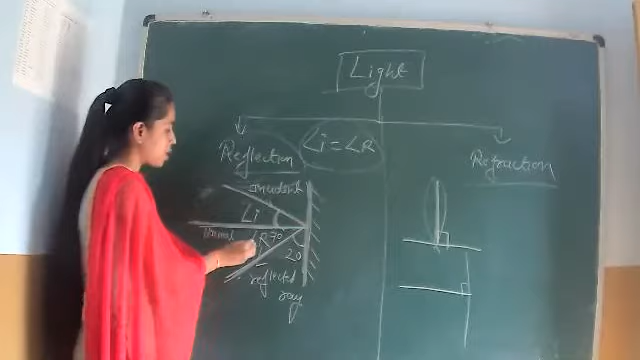 Light
Reflection
∠i = ∠R
Refraction
incident
∠i
Normal
∠R 70
20
reflected
ray